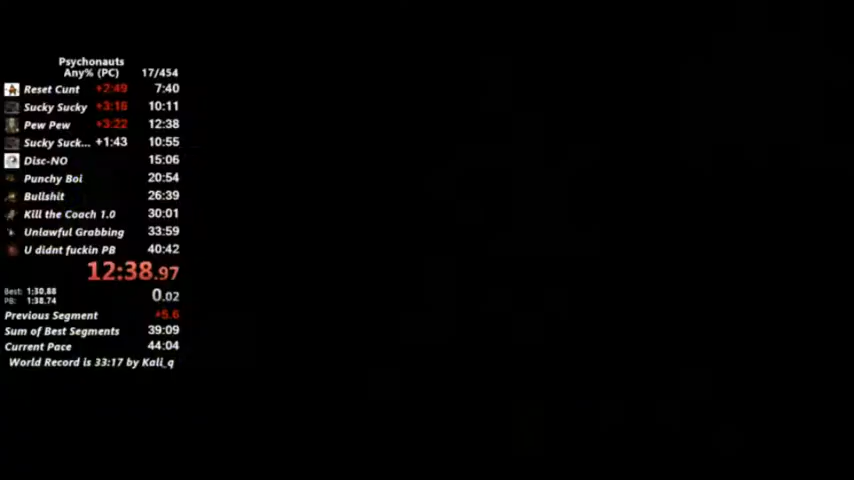 Psychonauts
Any% (PC) 17/454
Reset Cunt +2:49 7:40
Sucky Sucky +3:16 10:11
Pew Pew +3:22 12:38
Sucky Suck... +1:43 10:55
Disc-NO 15:06
Punchy Boi 20:54
Bullshit 26:39
Kill the Coach 1.0 30:01
Unlawful Grabbing 33:59
U didnt fuckin PB 40:42
12:38.97
Best: 1:30.88 0.02
PB: 1:38.74
Previous Segment +5.6
Sum of Best Segments 39:09
Current Pace 44:04
World Record is 33:17 by Kali_q